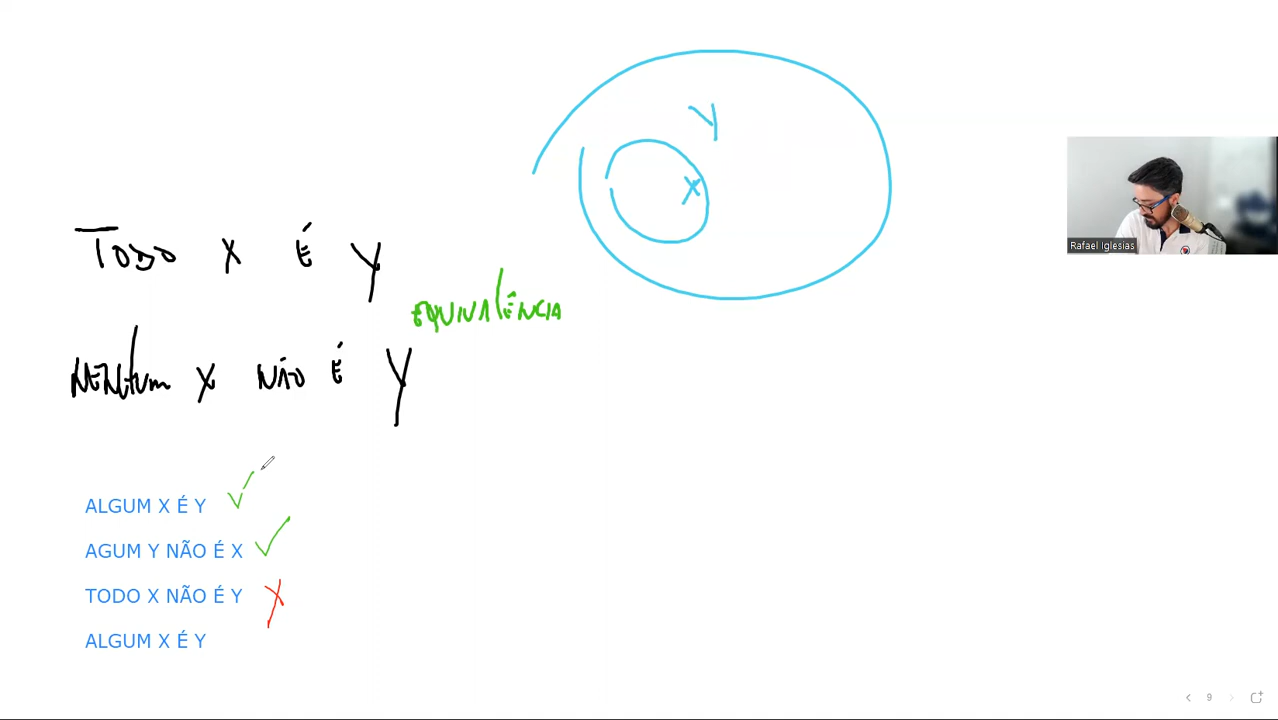 Y
X
Rafael Iglesias
TODO X É Y
EQUIVALÊNCIA
NENHUM X NÃO É Y
ALGUM X É Y
AGUM Y NÃO É X
TODO X NÃO É Y X
ALGUM X É Y
9